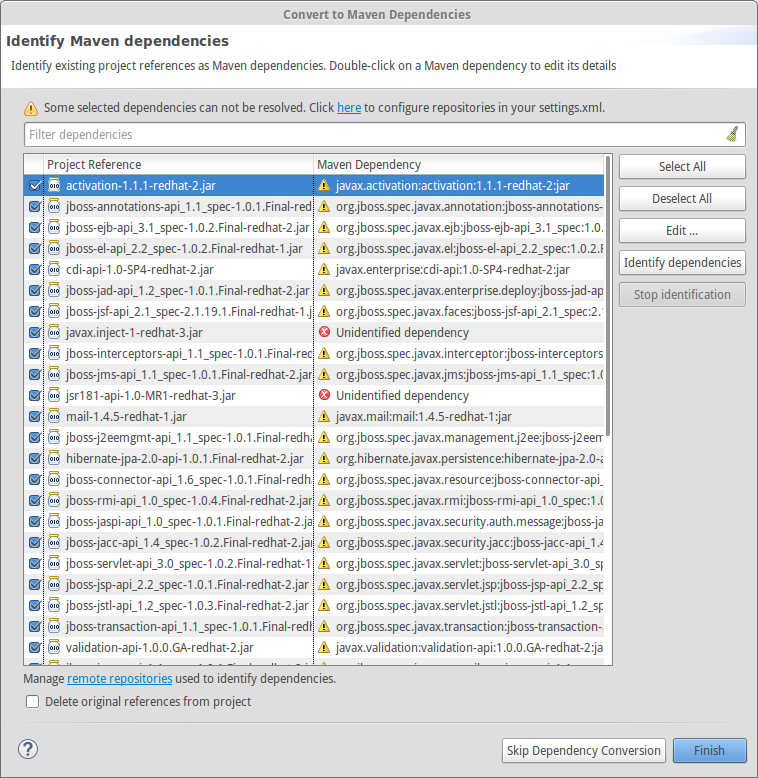 Convert to Maven Dependencies
Identify Maven dependencies
Identify existing project references as Maven dependencies. Double-click on a Maven dependency to edit its details
Some selected dependencies can not be resolved. Click here to configure repositories in your settings.xml.
Filter dependencies
Project Reference Maven Dependency
activation-1.1.1-redhat-2.jar javax.activation:activation:1.1.1-redhat-2:jar
jboss-annotations-api_1.1_spec-1.0.1.Final-red org.jboss.spec.javax.annotation:jboss-annotations-
jboss-ejb-api_3.1_spec-1.0.2.Final-redhat-2.jar org.jboss.spec.javax.ejb:jboss-ejb-api_3.1_spec:1.0.
jboss-el-api_2.2_spec-1.0.2.Final-redhat-1.jar org.jboss.spec.javax.el:jboss-el-api_2.2_spec:1.0.2.F
cdi-api-1.0-SP4-redhat-2.jar javax.enterprise:cdi-api:1.0-SP4-redhat-2:jar
jboss-jad-api_1.2_spec-1.0.1.Final-redhat-2.jar org.jboss.spec.javax.enterprise.deploy:jboss-jad-ap
jboss-jsf-api_2.1_spec-2.1.19.1.Final-redhat-1.j org.jboss.spec.javax.faces:jboss-jsf-api_2.1_spec:2.
javax.inject-1-redhat-3.jar Unidentified dependency
jboss-interceptors-api_1.1_spec-1.0.1.Final-red org.jboss.spec.javax.interceptor:jboss-interceptors
jboss-jms-api_1.1_spec-1.0.1.Final-redhat-2.jar org.jboss.spec.javax.jms:jboss-jms-api_1.1_spec:1.0
jsr181-api-1.0-MR1-redhat-3.jar Unidentified dependency
mail-1.4.5-redhat-1.jar javax.mail:mail:1.4.5-redhat-1:jar
jboss-j2eemgmt-api_1.1_spec-1.0.1.Final-redha org.jboss.spec.javax.management.j2ee:jboss-j2eem
hibernate-jpa-2.0-api-1.0.1.Final-redhat-2.jar org.hibernate.javax.persistence:hibernate-jpa-2.0-a
jboss-connector-api_1.6_spec-1.0.1.Final-redha org.jboss.spec.javax.resource:jboss-connector-api_
jboss-rmi-api_1.0_spec-1.0.4.Final-redhat-2.jar org.jboss.spec.javax.rmi:jboss-rmi-api_1.0_spec:1.0
jboss-jaspi-api_1.0_spec-1.0.1.Final-redhat-2.ja org.jboss.spec.javax.security.auth.message:jboss-ja
jboss-jacc-api_1.4_spec-1.0.2.Final-redhat-2.jar org.jboss.spec.javax.security.jacc:jboss-jacc-api_1.4
jboss-servlet-api_3.0_spec-1.0.2.Final-redhat-1 org.jboss.spec.javax.servlet:jboss-servlet-api_3.0_sp
jboss-jsp-api_2.2_spec-1.0.1.Final-redhat-2.jar org.jboss.spec.javax.servlet.jsp:jboss-jsp-api_2.2_sp
jboss-jstl-api_1.2_spec-1.0.3.Final-redhat-2.jar org.jboss.spec.javax.servlet.jstl:jboss-jstl-api_1.2_sp
jboss-transaction-api_1.1_spec-1.0.1.Final-redh org.jboss.spec.javax.transaction:jboss-transaction-
validation-api-1.0.0.GA-redhat-2.jar javax.validation:validation-api:1.0.0.GA-redhat-2:ja
Select All
Deselect All
Edit ...
Identify dependencies
Stop identification
Manage remote repositories used to identify dependencies.
Delete original references from project
Skip Dependency Conversion
Finish